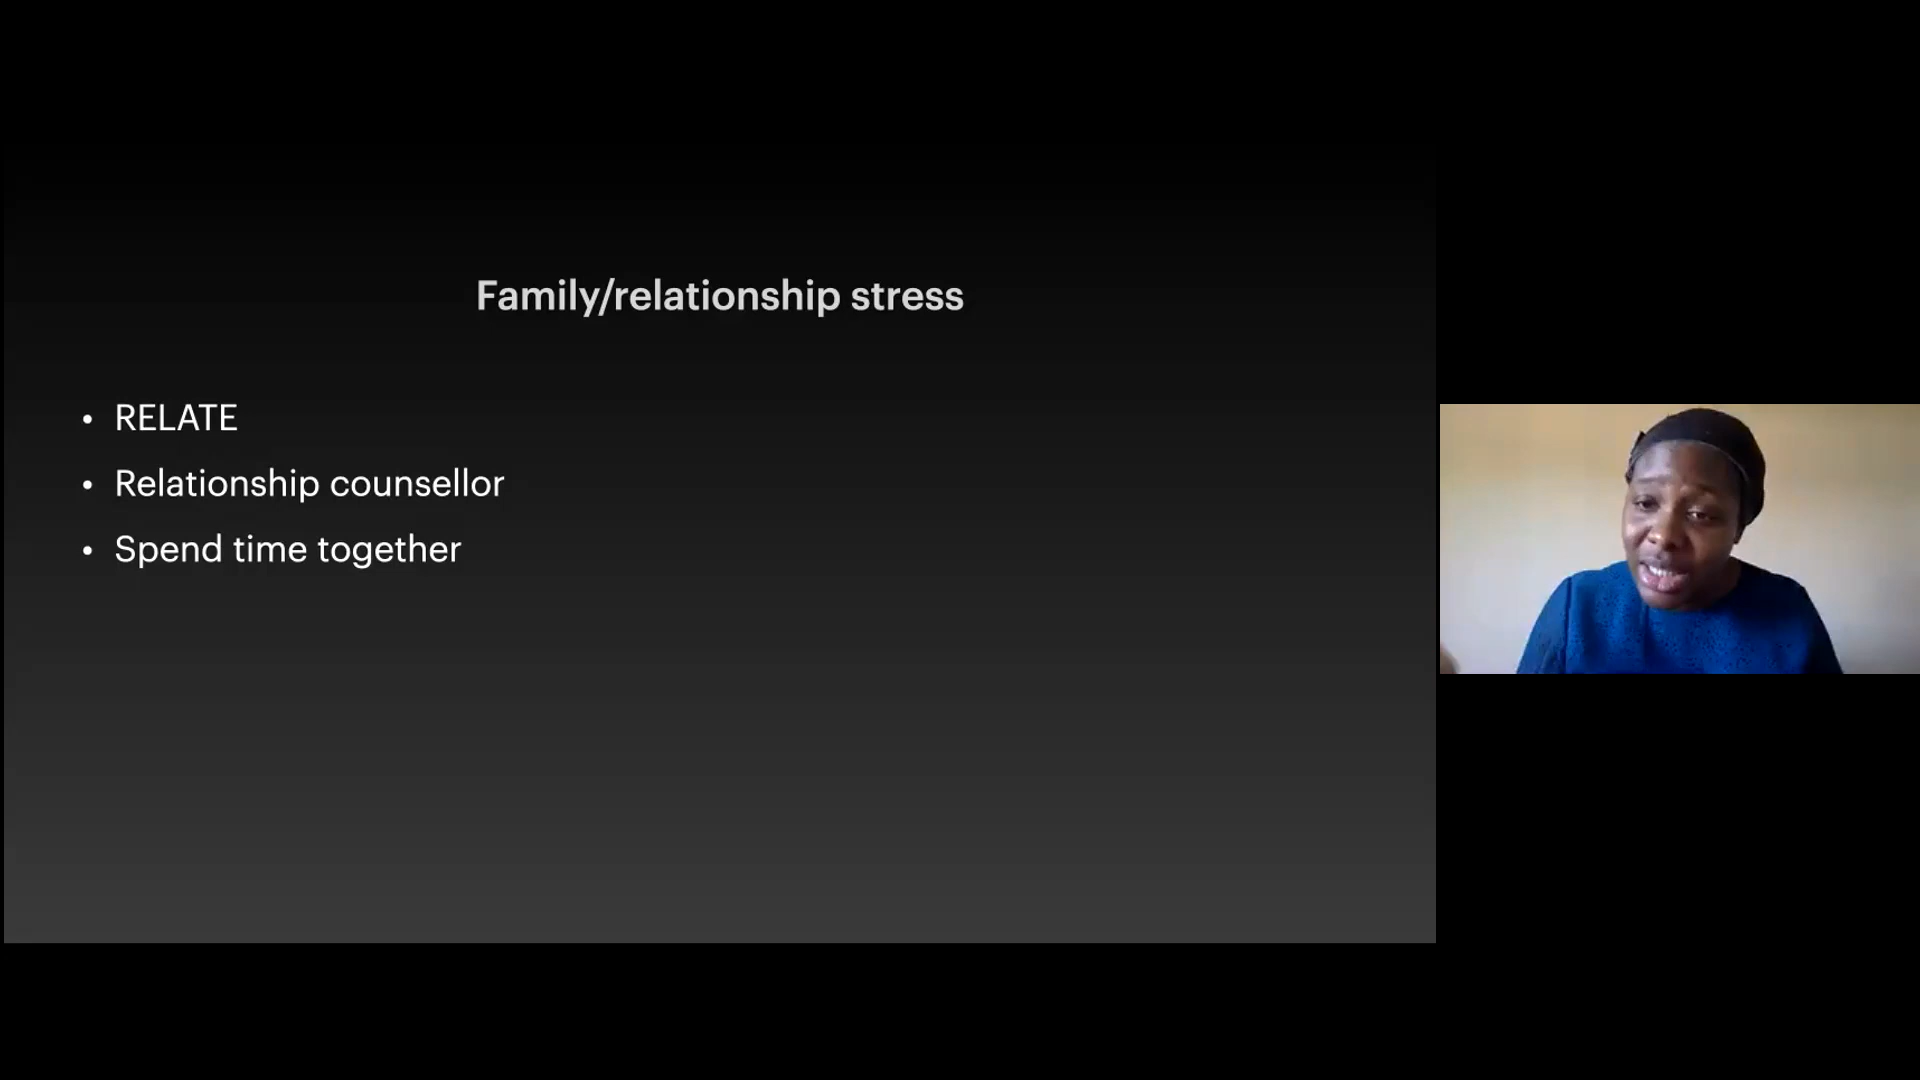 Family/relationship stress
• RELATE
• Relationship counsellor
• Spend time together